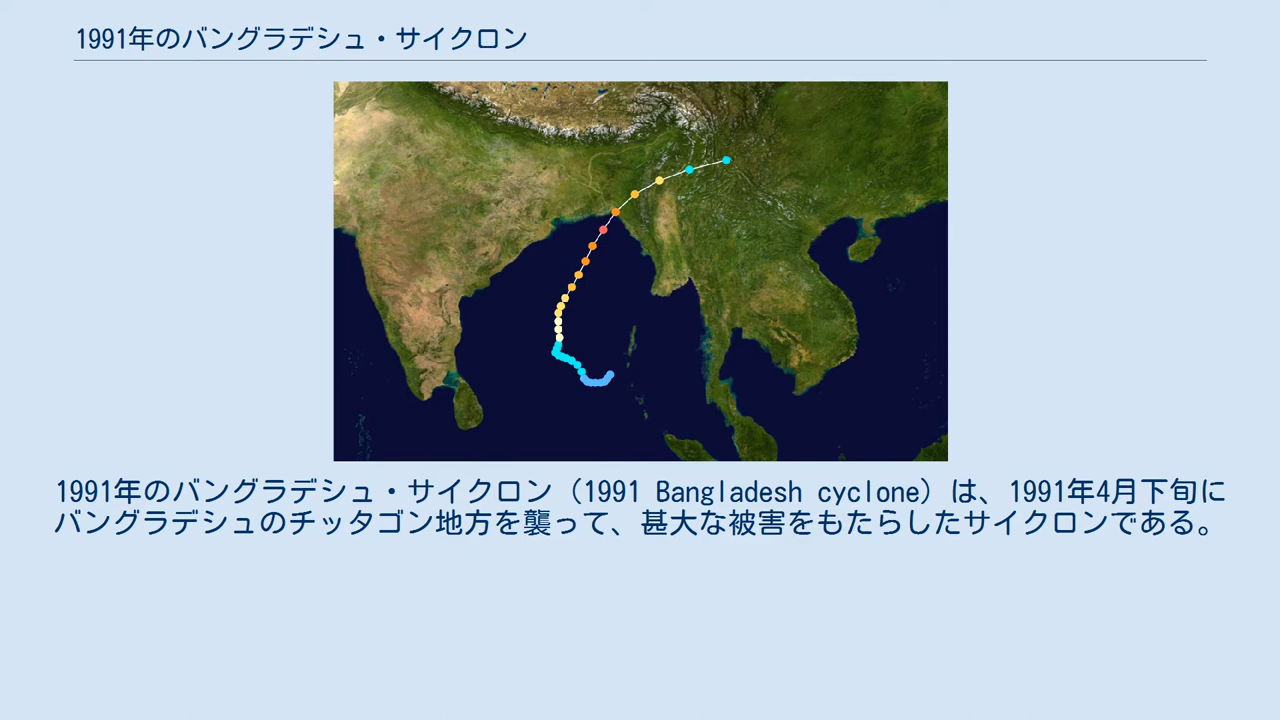 1991年のバングラデシュ・サイクロン
1991年のバングラデシュ・サイクロン（1991 Bangladesh cyclone）は、1991年4月下旬に
バングラデシュのチッタゴン地方を襲って、甚大な被害をもたらしたサイクロンである。